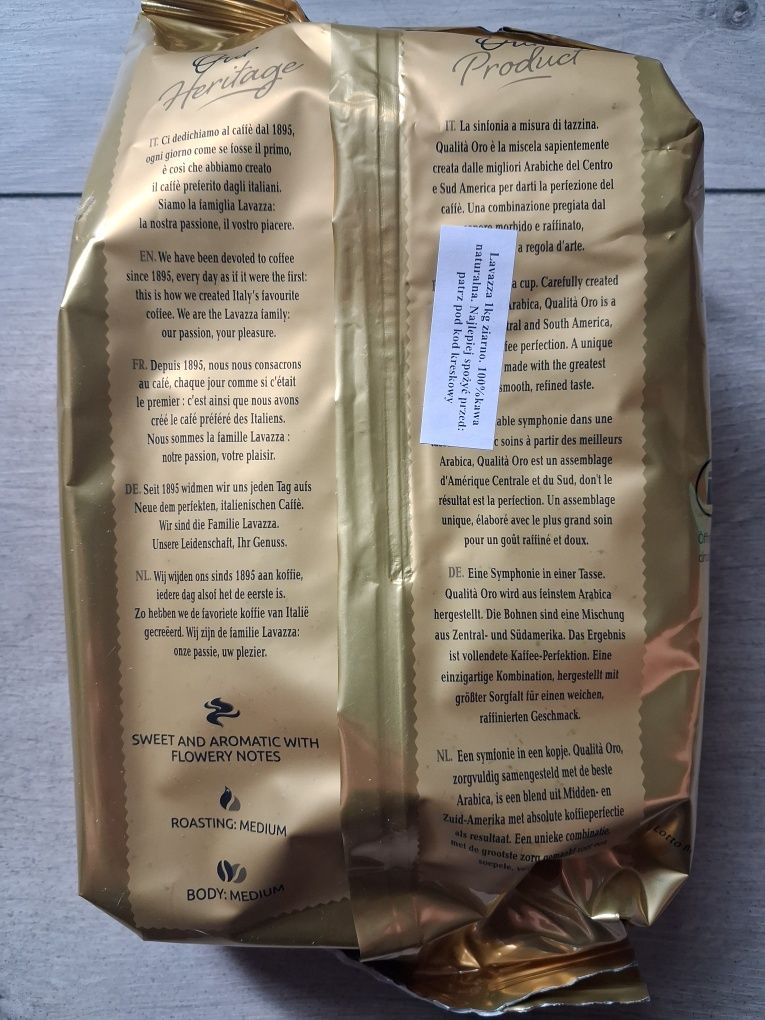 Our
Heritage
IT. Ci dedichiamo al caffè dal 1895,
ogni giorno come se fosse il primo,
è così che abbiamo creato
il caffè preferito dagli italiani.
Siamo la famiglia Lavazza:
la nostra passione, il vostro piacere.
EN. We have been devoted to coffee
since 1895, every day as if it were the first:
this is how we created Italy's favourite
coffee. We are the Lavazza family:
our passion, your pleasure.
FR. Depuis 1895, nous nous consacrons
au café, chaque jour comme si c'était
le premier : c'est ainsi que nous avons
créé le café préféré des Italiens.
Nous sommes la famille Lavazza :
notre passion, votre plaisir.
DE. Seit 1895 widmen wir uns jeden Tag aufs
Neue dem perfekten, italienischen Caffè.
Wir sind die Familie Lavazza.
Unsere Leidenschaft, Ihr Genuss.
NL. Wij wijden ons sinds 1895 aan koffie,
iedere dag alsof het de eerste is.
Zo hebben we de favoriete koffie van Italië
gecreëerd. Wij zijn de familie Lavazza:
onze passie, uw plezier.
SWEET AND AROMATIC WITH
FLOWERY NOTES
ROASTING: MEDIUM
BODY: MEDIUM
Our
Product
IT. La sinfonia a misura di tazzina.
Qualità Oro è la miscela sapientemente
creata dalle migliori Arabiche del Centro
e Sud America per darti la perfezione del
caffè. Una combinazione pregiata dal
morbido e raffinato,
a regola d'arte.
a cup. Carefully created
Arabica, Qualità Oro is a
and South America,
perfection. A unique
made with the greatest
smooth, refined taste.
symphonie dans une
soins à partir des meilleurs
Arabica, Qualità Oro est un assemblage
d'Amérique Centrale et du Sud, don't le
résultat est la perfection. Un assemblage
unique, élaboré avec le plus grand soin
pour un goût raffiné et doux.
DE. Eine Symphonie in einer Tasse.
Qualità Oro wird aus feinstem Arabica
hergestellt. Die Bohnen sind eine Mischung
aus Zentral- und Südamerika. Das Ergebnis
ist vollendete Kaffee-Perfektion. Eine
einzigartige Kombination, hergestellt mit
größter Sorgfalt für einen weichen,
raffinierten Geschmack.
NL. Een symfonie in een kopje. Qualità Oro,
zorgvuldig samengesteld met de beste
Arabica, is een blend uit Midden- en
Zuid-Amerika met absolute koffieperfectie
als resultaat. Een unieke combinatie,
met de grootste zorg gemaakt voor een
soepele,
Lavazza 1kg ziarno. 100%kawa
naturalna. Najlepiej spożyć przed:
patrz pod kod kreskowy
Lotto